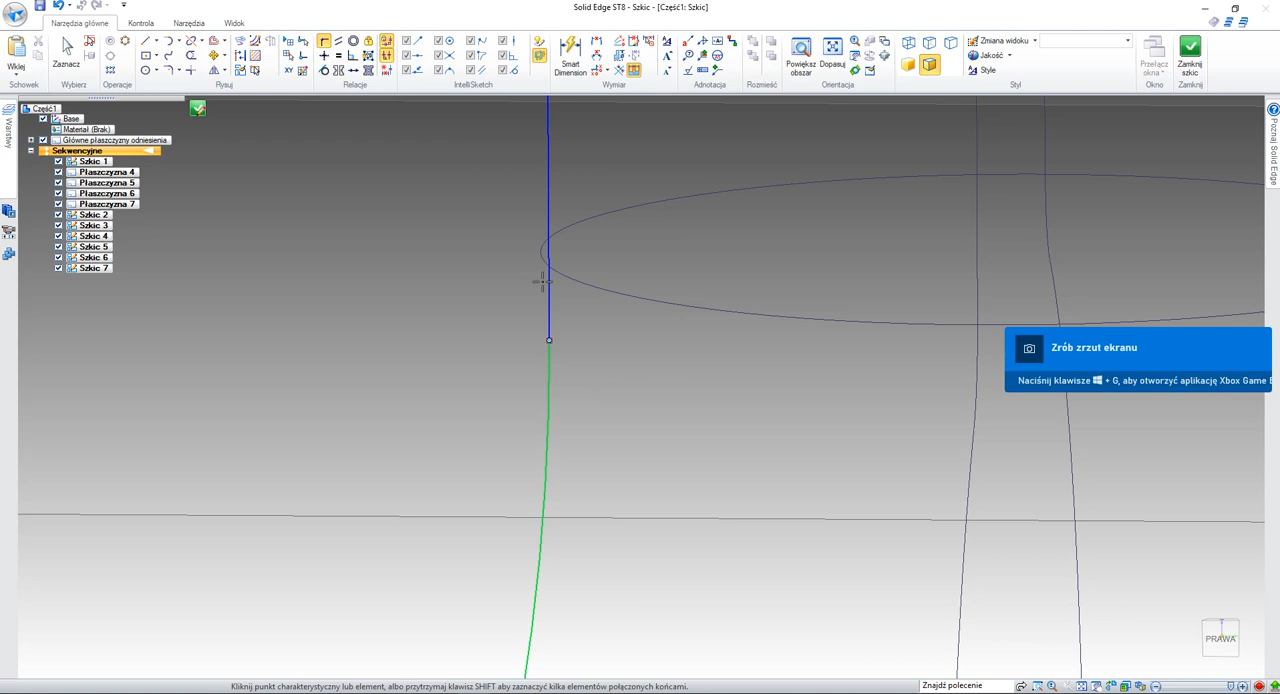 Solid Edge ST8 - Szkic - [Część1: Szkic]
Narzędzia główne
Kontrola
Narzędzia
Widok
Wklej
Zaznacz
Smart
Dimension
Powiększ
obszar
Dopasuj
Zmiana widoku
Jakość
Style
Przełącz
okna
Zamknij
szkic
Schowek
Wybierz
Operacje
Rysuj
Relacje
IntelliSketch
Wymiar
Adnotacja
Rozmieść
Orientacja
Styl
Okno
Zamknij
Warstwy
Część1
Base
Materiał (Brak)
Główne płaszczyzny odniesienia
Sekwencyjne
Szkic 1
Płaszczyzna 4
Płaszczyzna 5
Płaszczyzna 6
Płaszczyzna 7
Szkic 2
Szkic 3
Szkic 4
Szkic 5
Szkic 6
Szkic 7
Poznaj Solid Edge
Zrób zrzut ekranu
Naciśnij klawisze + G, aby otworzyć aplikację Xbox Game
PRAWA
Kliknij punkt charakterystyczny lub element, albo przytrzymaj klawisz SHIFT aby zaznaczyć kilka elementów połączonych końcami.
Znajdź polecenie